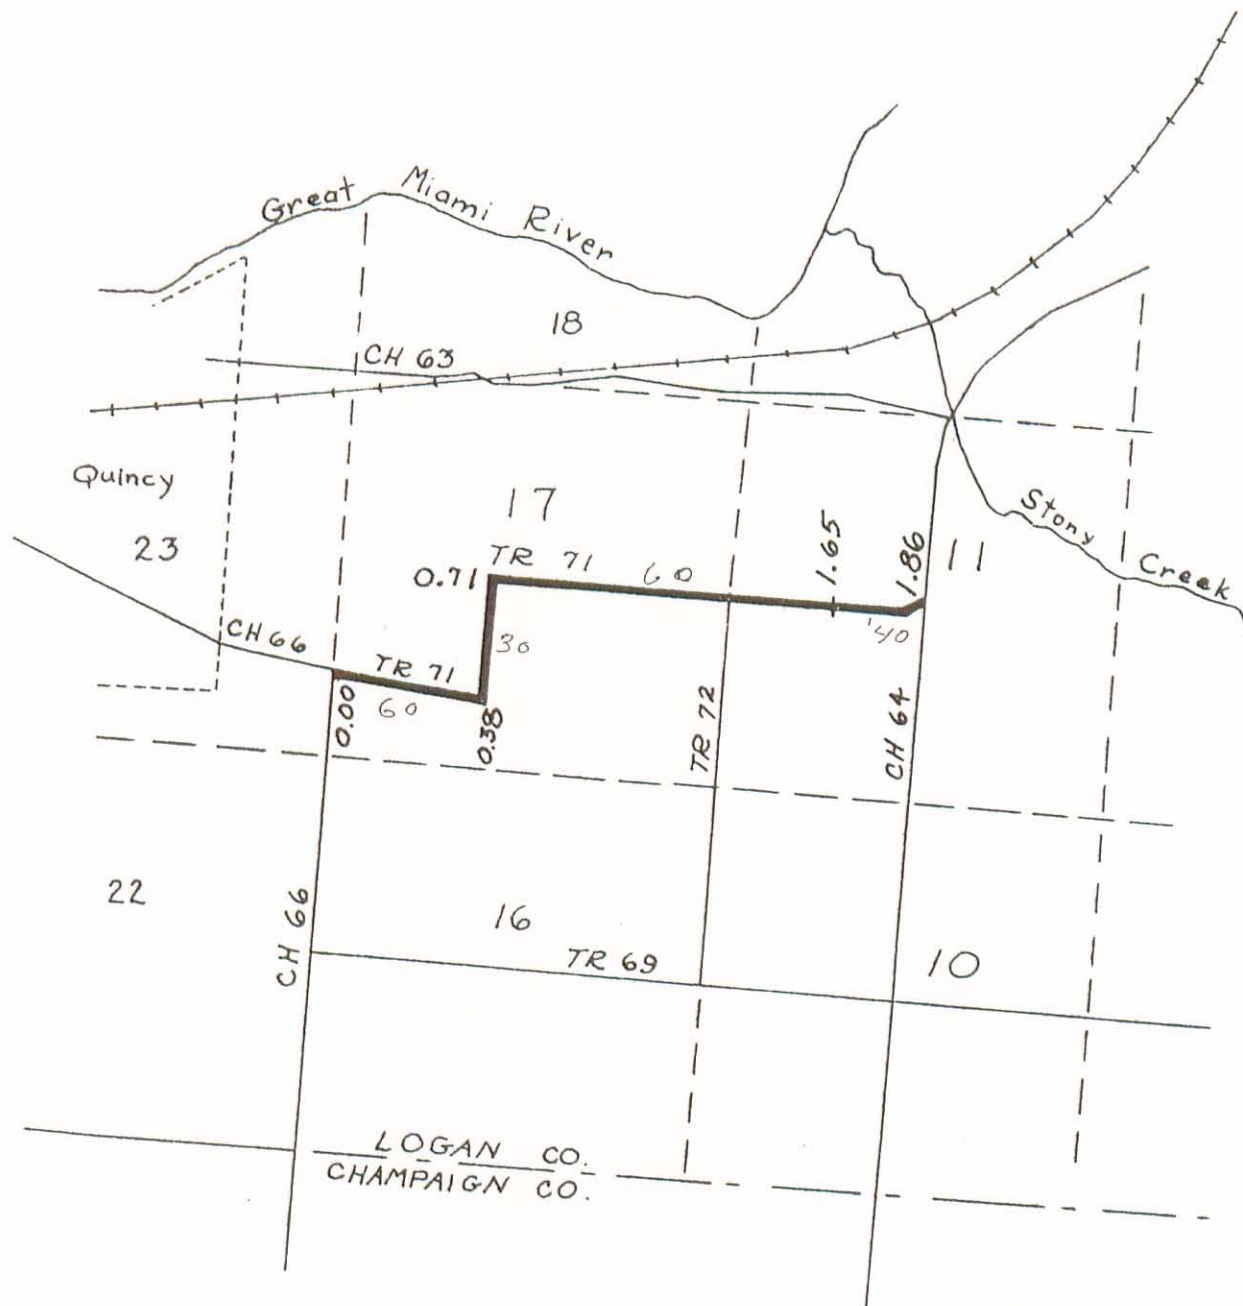 Great Miami River
18
CH 63
Quincy
17
23
Stony Creek
11
TR 71
60
1.65
1.86
0.71
40
CH 66
TR 71
30
60
0.00
0.38
TR 72
CH 64
22
CH 66
16
TR 69
10
LOGAN CO.
CHAMPAIGN CO.